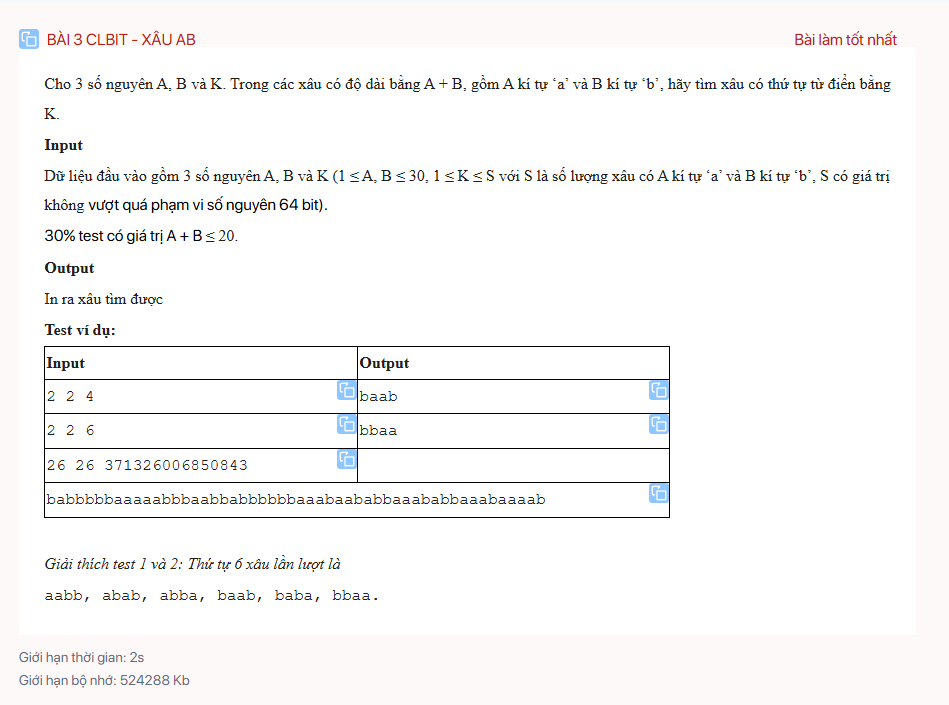 BÀI 3 CLBIT - XÂU AB
Bài làm tốt nhất
Cho 3 số nguyên A, B và K. Trong các xâu có độ dài bằng A + B, gồm A kí tự ‘a’ và B kí tự ‘b’, hãy tìm xâu có thứ tự từ điển bằng
K.
Input
Dữ liệu đầu vào gồm 3 số nguyên A, B và K (1 ≤ A, B ≤ 30, 1 ≤ K ≤ S với S là số lượng xâu có A kí tự ‘a’ và B kí tự ‘b’, S có giá trị
không vượt quá phạm vi số nguyên 64 bit).
30% test có giá trị A + B ≤ 20.
Output
In ra xâu tìm được
Test ví dụ:
Input Output
2 2 4 baab
2 2 6 bbaa
26 26 371326006850843
babbbbbaaaaabbbaabbabbbbbbaaabaababbaaababbaaabaaaab
Giải thích test 1 và 2: Thứ tự 6 xâu lần lượt là
aabb, abab, abba, baab, baba, bbaa.
Giới hạn thời gian: 2s
Giới hạn bộ nhớ: 524288 Kb